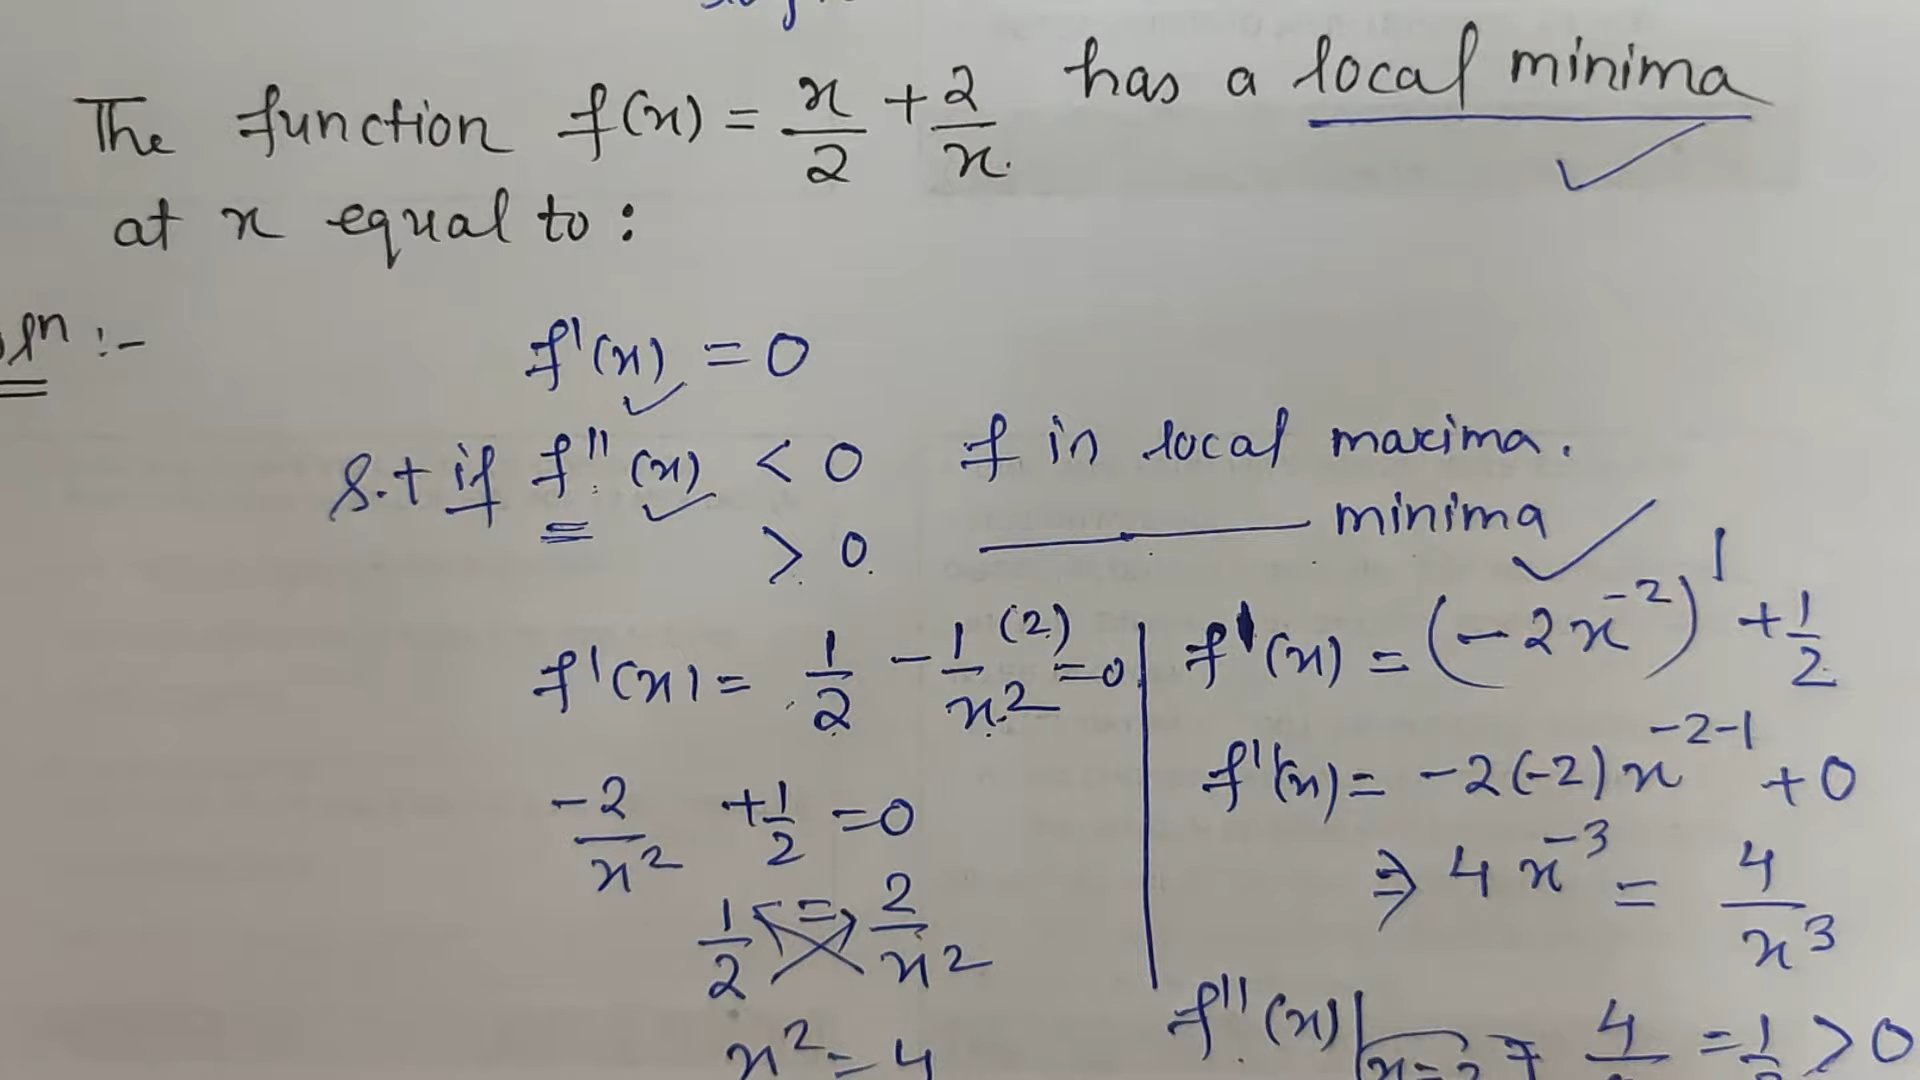 The function f(x) = x/2 + 2/x has a local minima
at x equal to :
ln :-
f'(x) = 0
s.t if f''(x) < 0 f in local maxima.
> 0 ——— minima
f'(x) = 1/2 - 1/x² (2) = 0
-2/x² + 1/2 = 0
1/2 = 2/x²
x² = 4
f'(x) = (-2x⁻²)' + 1/2
f''(x) = -2(-2)x⁻²⁻¹ + 0
⇒ 4x⁻³ = 4/x³
f''(x)|x=2 = 4/ = 1/ > 0